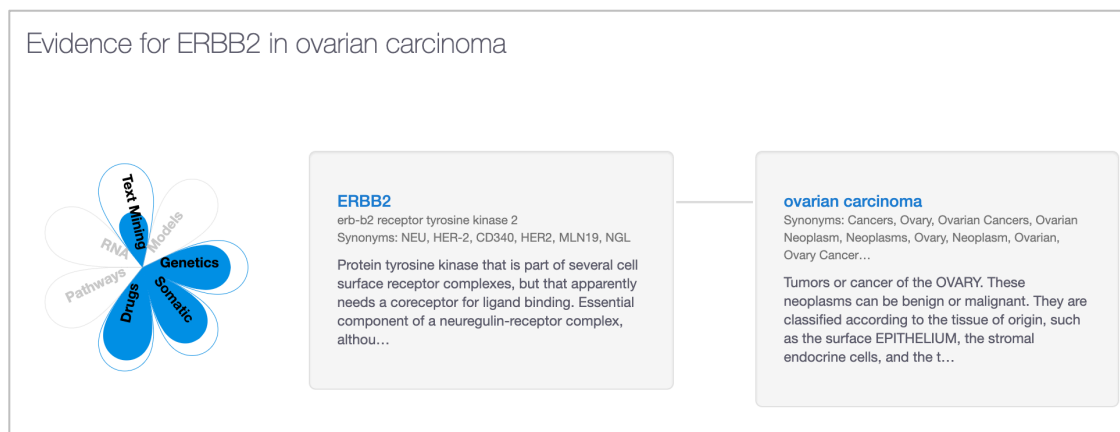 Evidence for ERBB2 in ovarian carcinoma
Text Mining
Models
RNA
Genetics
Pathways
Somatic
Drugs
ERBB2
erb-b2 receptor tyrosine kinase 2
Synonyms: NEU, HER-2, CD340, HER2, MLN19, NGL
Protein tyrosine kinase that is part of several cell
surface receptor complexes, but that apparently
needs a coreceptor for ligand binding. Essential
component of a neuregulin-receptor complex,
althou…
ovarian carcinoma
Synonyms: Cancers, Ovary, Ovarian Cancers, Ovarian
Neoplasm, Neoplasms, Ovary, Neoplasm, Ovarian,
Ovary Cancer…
Tumors or cancer of the OVARY. These
neoplasms can be benign or malignant. They are
classified according to the tissue of origin, such
as the surface EPITHELIUM, the stromal
endocrine cells, and the t…